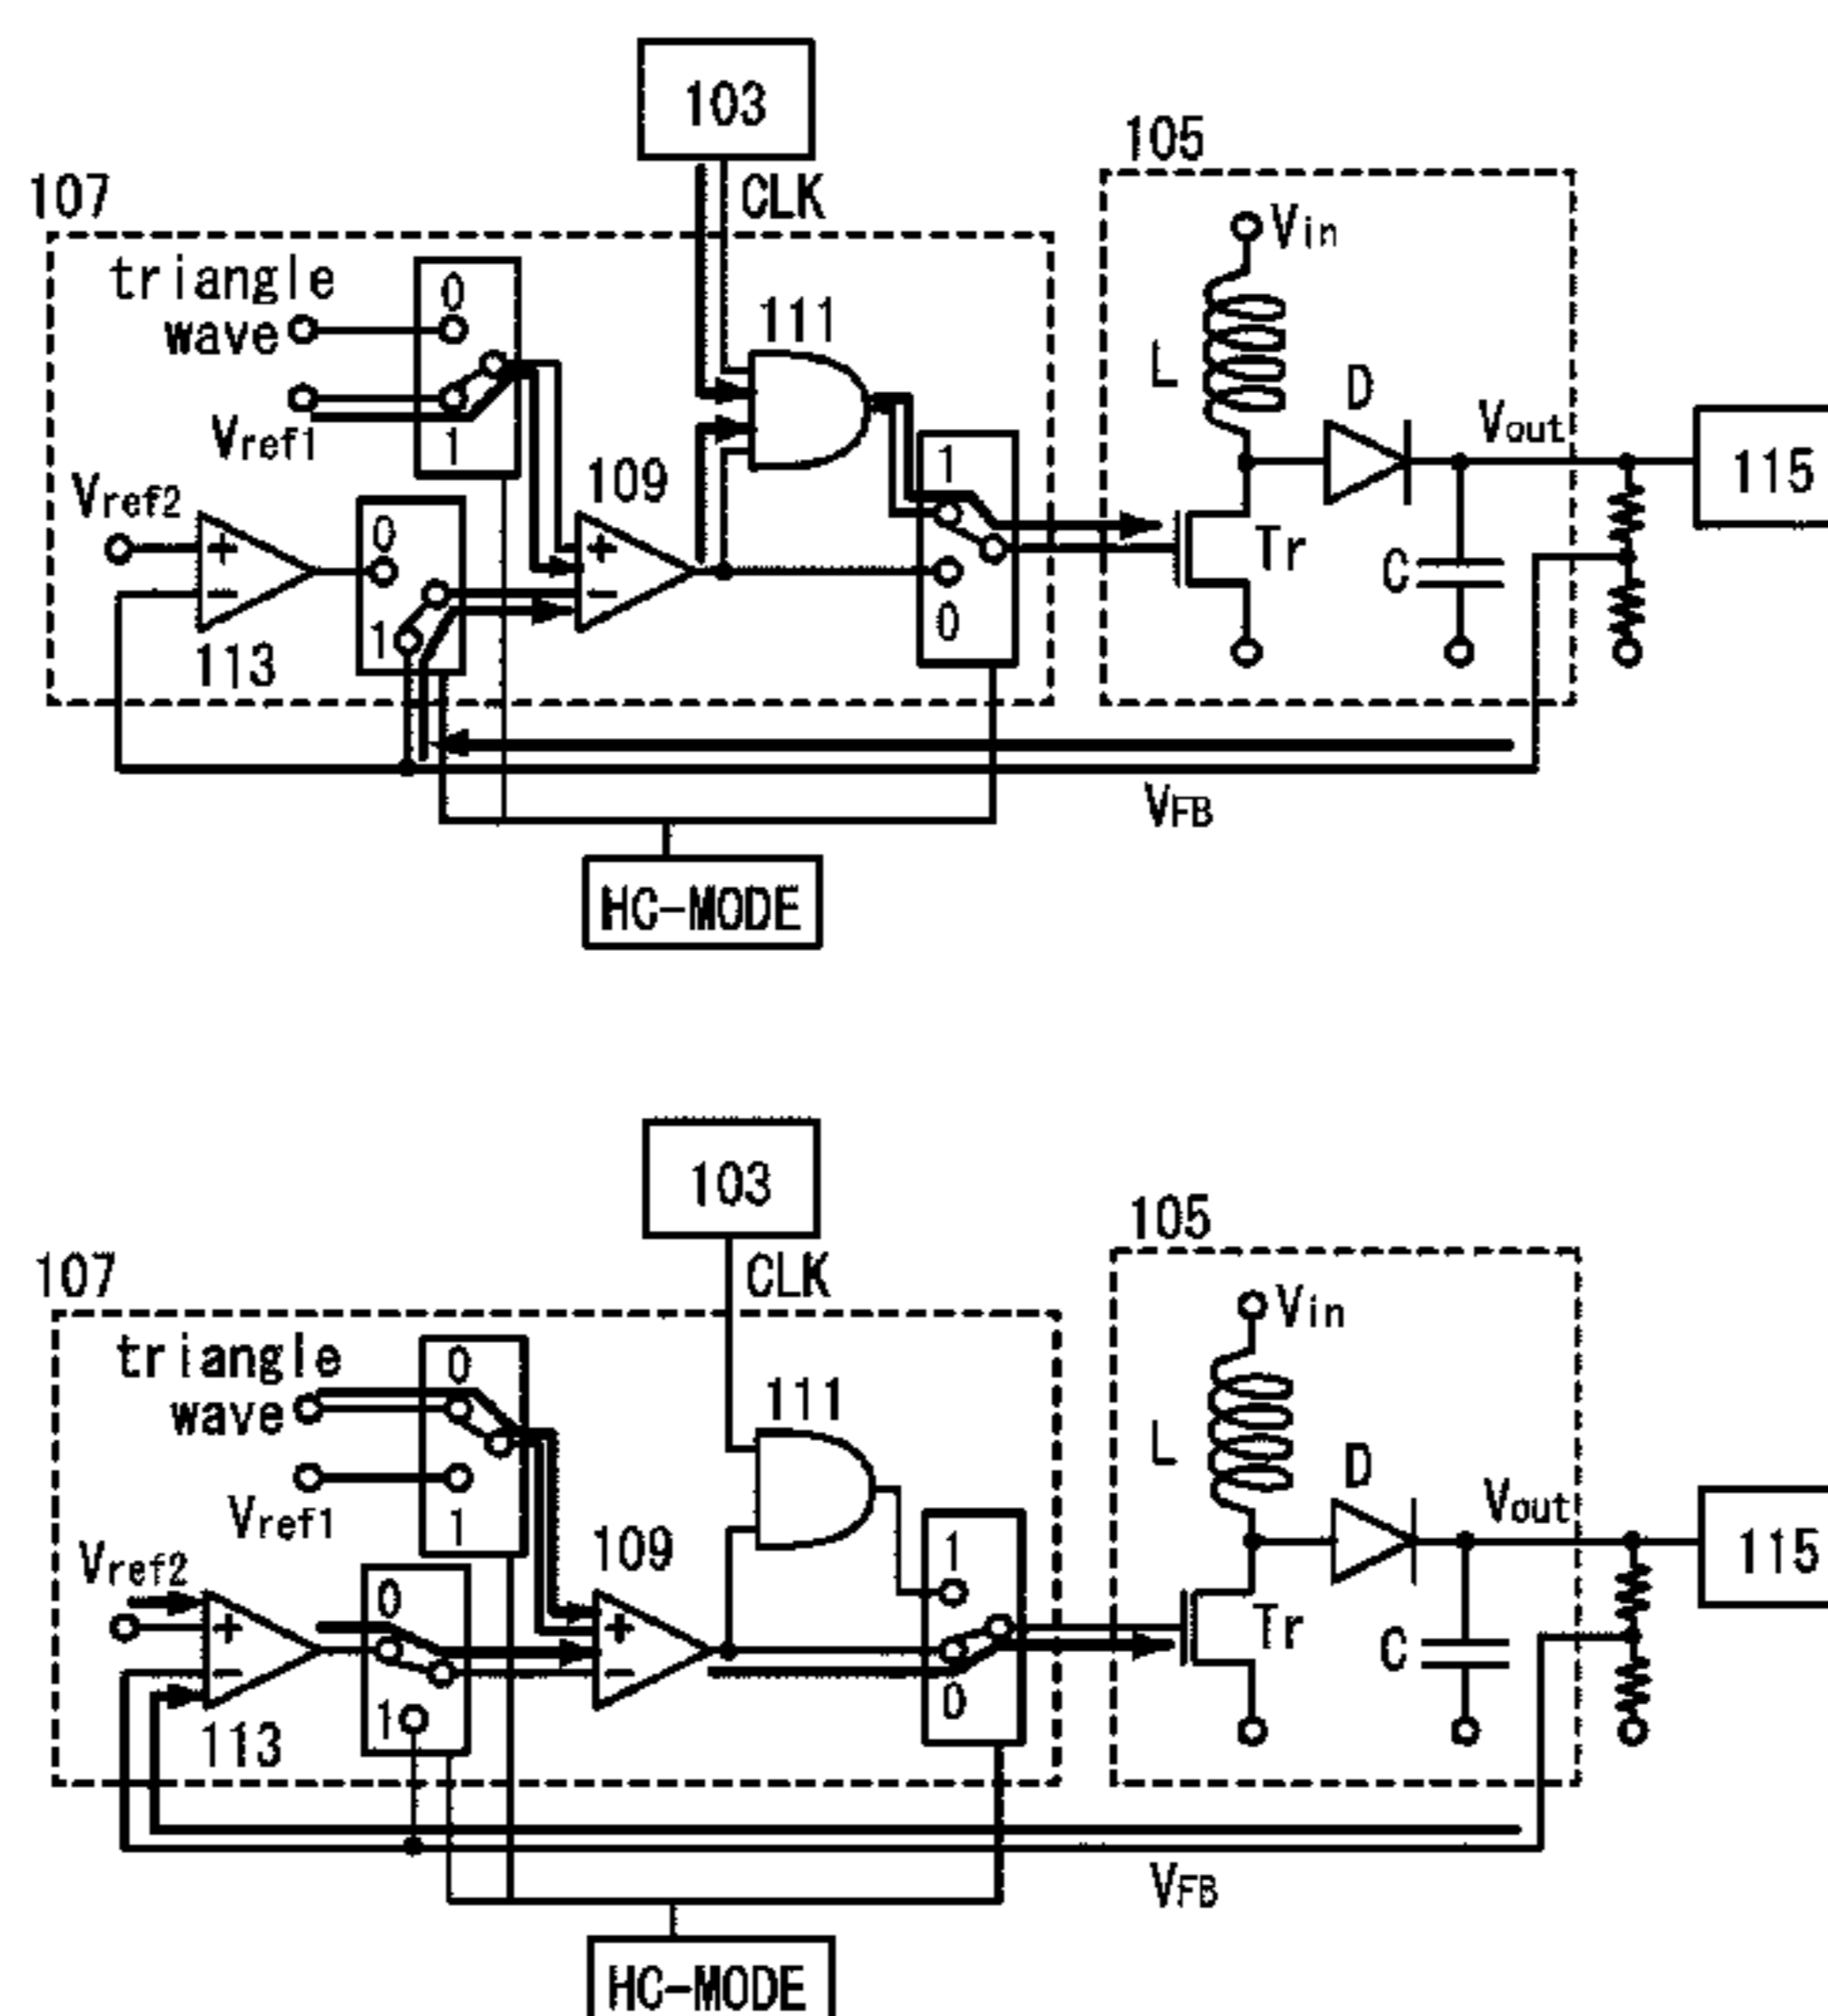 103
CLK
107
105
triangle
wave
0
Vin
111
L
D
Vref1
1
Vout
115
Vref2
109
1
0
+
+
Tr
C
-
-
1
0
113
VFB
HC-MODE
103
CLK
107
105
triangle
wave
0
Vin
111
L
D
Vref1
1
Vout
115
Vref2
109
1
0
+
+
Tr
C
-
-
1
0
113
VFB
HC-MODE